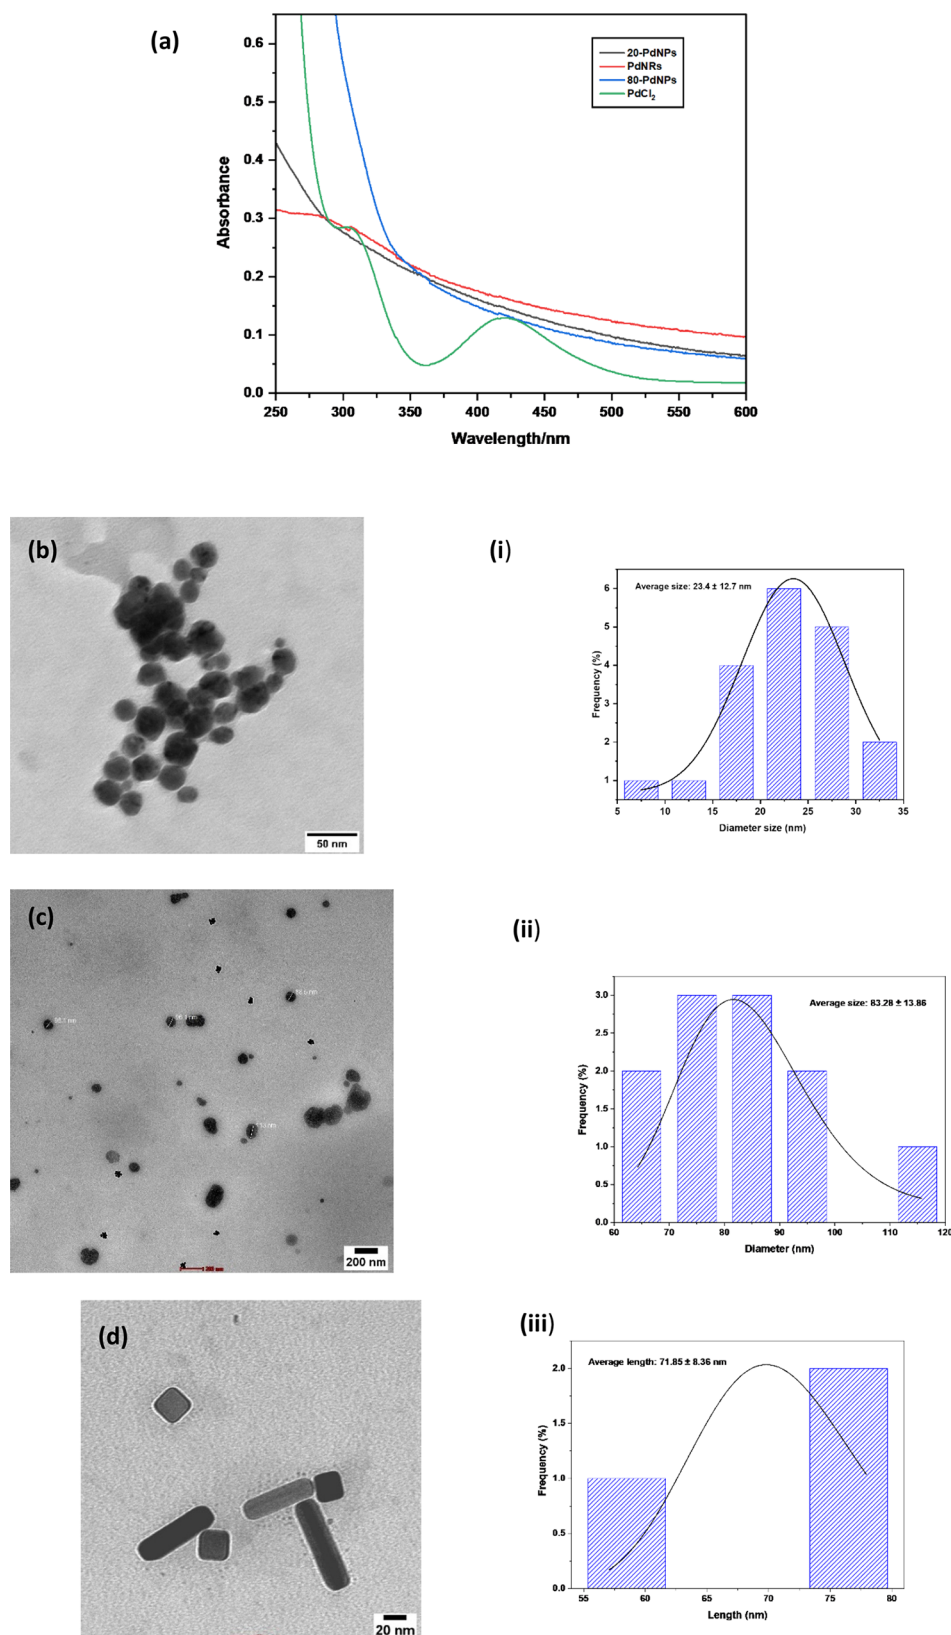 (a)
0.6
0.5
0.4
0.3
0.2
0.1
0.0
Absorbance
20-PdNPs
PdNRs
80-PdNPs
PdCl₂
250 300 350 400 450 500 550 600
Wavelength/nm
(b)
50 nm
(i)
Average size: 23.4 ± 12.7 nm
6
5
4
3
2
1
Frequency (%)
5 10 15 20 25 30 35
Diameter size (nm)
(c)
200 nm
(ii)
Average size: 83.28 ± 13.86
3.0
2.5
2.0
1.5
1.0
0.5
0.0
Frequency (%)
60 70 80 90 100 110 120
Diameter (nm)
(d)
20 nm
(iii)
Average length: 71.85 ± 8.36 nm
2.0
1.5
1.0
0.5
0.0
Frequency (%)
55 60 65 70 75 80
Length (nm)